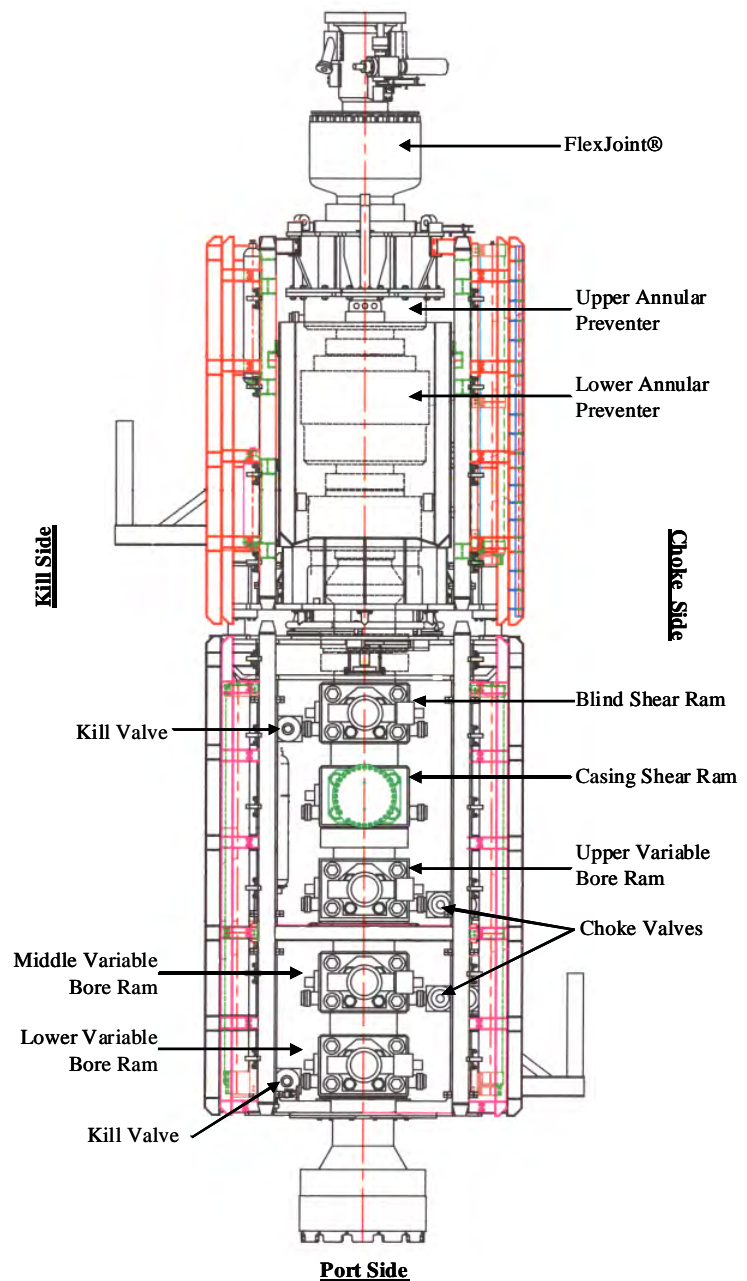 FlexJoint®
Upper Annular
Preventer
Lower Annular
Preventer
Kill Side
Choke Side
Blind Shear Ram
Kill Valve
Casing Shear Ram
Upper Variable
Bore Ram
Choke Valves
Middle Variable
Bore Ram
Lower Variable
Bore Ram
Kill Valve
Port Side